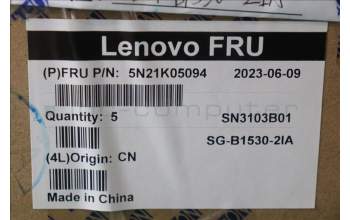 Lenovo FRU
(P)FRU P/N: 5N21K05094 2023-06-09
Quantity: 5 SN3103B01
SG-B1530-2IA
(4L)Origin: CN
Made in China